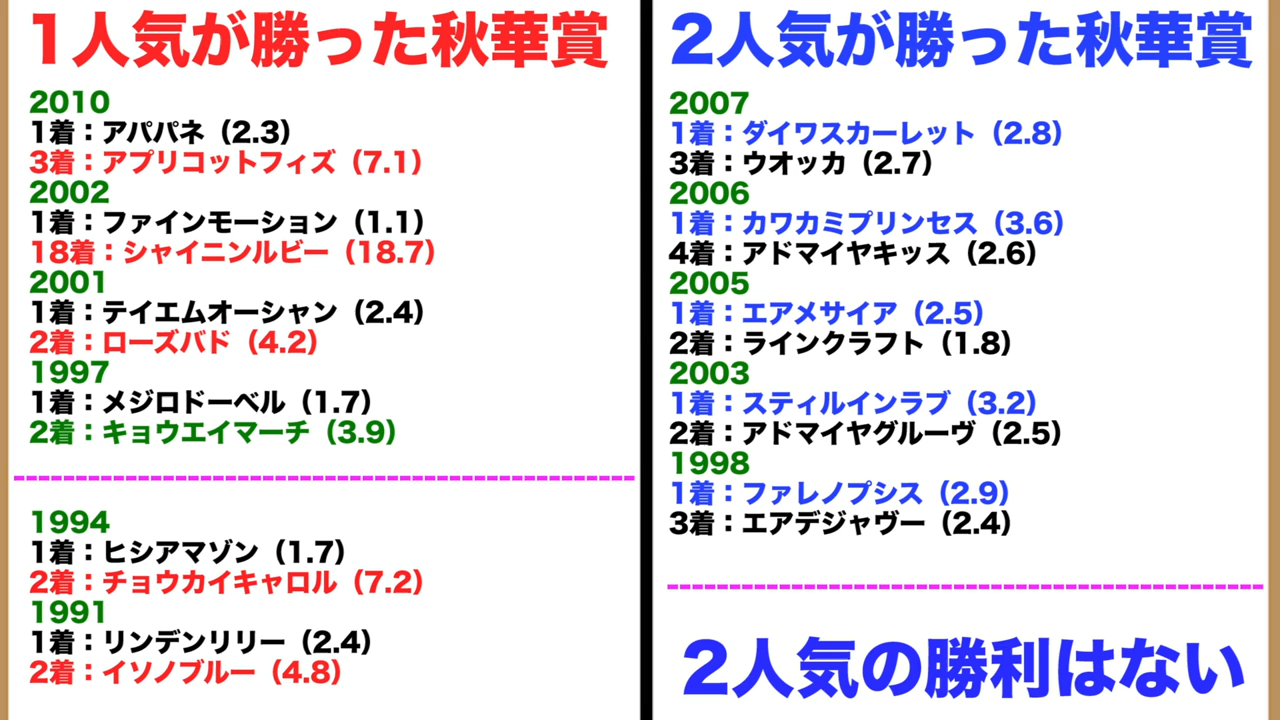 1人気が勝った秋華賞
2010
1着：アパパネ（2.3）
3着：アプリコットフィズ（7.1）
2002
1着：ファインモーション（1.1）
18着：シャイニンルビー（18.7）
2001
1着：テイエムオーシャン（2.4）
2着：ローズバド（4.2）
1997
1着：メジロドーベル（1.7）
2着：キョウエイマーチ（3.9）
1994
1着：ヒシアマゾン（1.7）
2着：チョウカイキャロル（7.2）
1991
1着：リンデンリリー（2.4）
2着：イソノブルー（4.8）
2人気が勝った秋華賞
2007
1着：ダイワスカーレット（2.8）
3着：ウオッカ（2.7）
2006
1着：カワカミプリンセス（3.6）
4着：アドマイヤキッス（2.6）
2005
1着：エアメサイア（2.5）
2着：ラインクラフト（1.8）
2003
1着：スティルインラブ（3.2）
2着：アドマイヤグルーヴ（2.5）
1998
1着：ファレノプシス（2.9）
3着：エアデジャヴー（2.4）
2人気の勝利はない